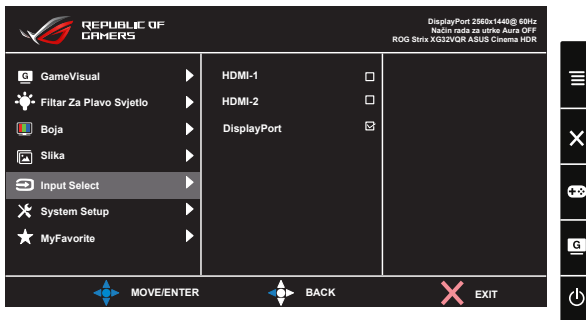 REPUBLIC OF
GAMERS
DisplayPort 2560x1440@ 60Hz
Način rada za utrke Aura OFF
ROG Strix XG32VQR ASUS Cinema HDR
G GameVisual
Filtar Za Plavo Svjetlo
Boja
Slika
Input Select
System Setup
MyFavorite
HDMI-1
HDMI-2
DisplayPort
MOVE/ENTER
BACK
EXIT
G